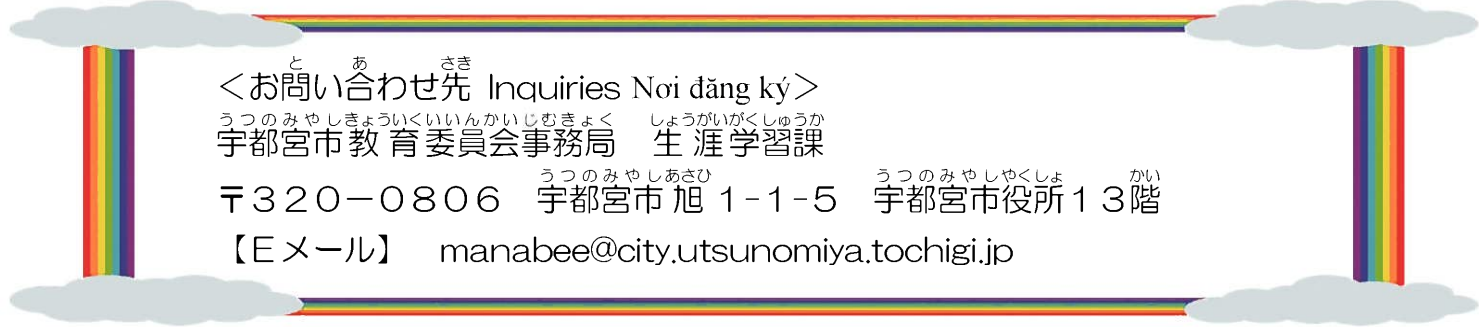 ＜お問い合わせ先 Inquiries Nơi đăng ký＞
宇都宮市教育委員会事務局　生涯学習課
〒３２０－０８０６　宇都宮市旭１-１-５　宇都宮市役所１３階
【Ｅメール】　manabee@city.utsunomiya.tochigi.jp